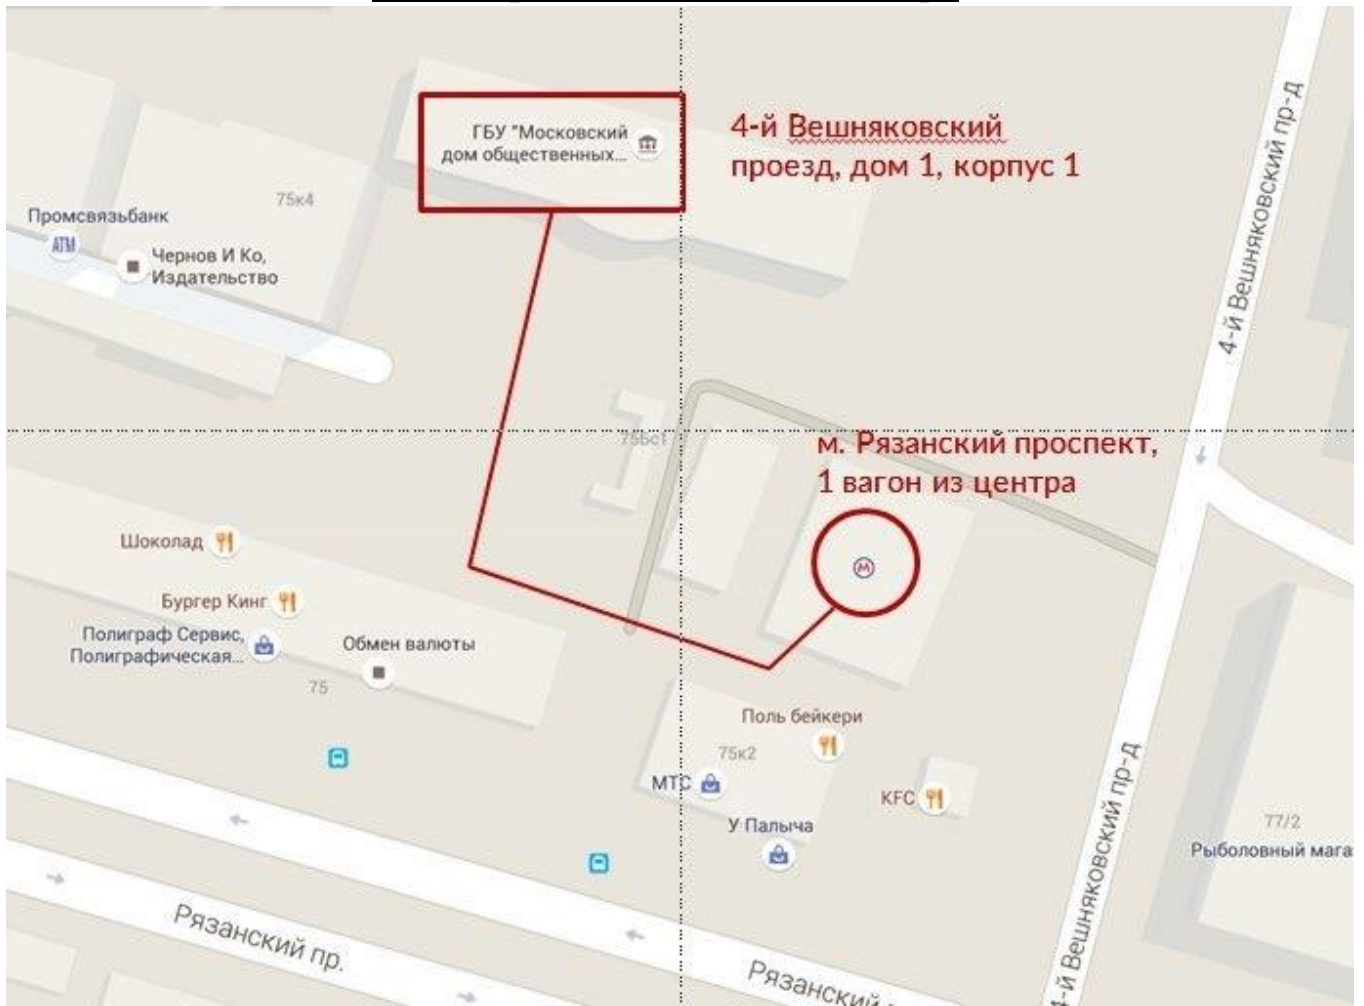 ГБУ "Московский
дом общественных...
4-й Вешняковский
проезд, дом 1, корпус 1
4-й Вешняковский пр-д
75к4
Промсвязьбанк
ATM
Чернов И Ко,
Издательство
75Бс1
м. Рязанский проспект,
1 вагон из центра
М
Шоколад
Бургер Кинг
Полиграф Сервис,
Полиграфическая...
Обмен валюты
75
Поль бейкери
75к2
МТС
KFC
У Палыча
4-й Вешняковский пр-д
77/2
Рыболовный мага
Рязанский пр.
Рязанский